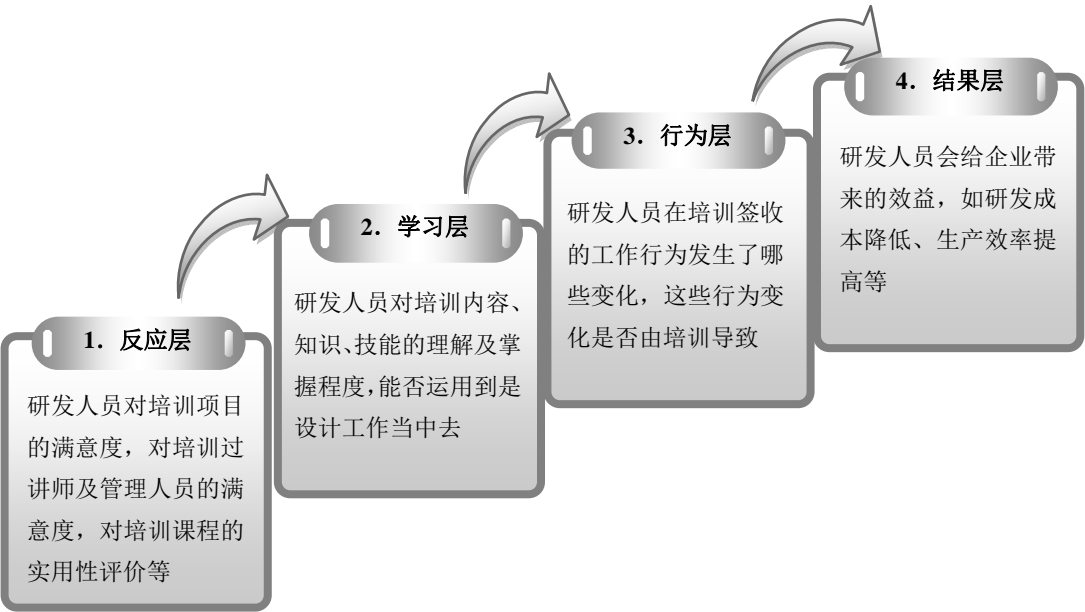 1. 反应层
研发人员对培训项目
的满意度，对培训过
讲师及管理人员的满
意度，对培训课程的
实用性评价等
2. 学习层
研发人员对培训内容、
知识、技能的理解及掌
握程度，能否运用到是
设计工作当中去
3. 行为层
研发人员在培训签收
的工作行为发生了哪
些变化，这些行为变
化是否由培训导致
4. 结果层
研发人员会给企业带
来的效益，如研发成
本降低、生产效率提
高等